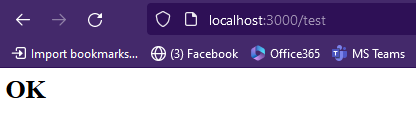 localhost:3000/test
Import bookmarks... (3) Facebook Office365 MS Teams
OK